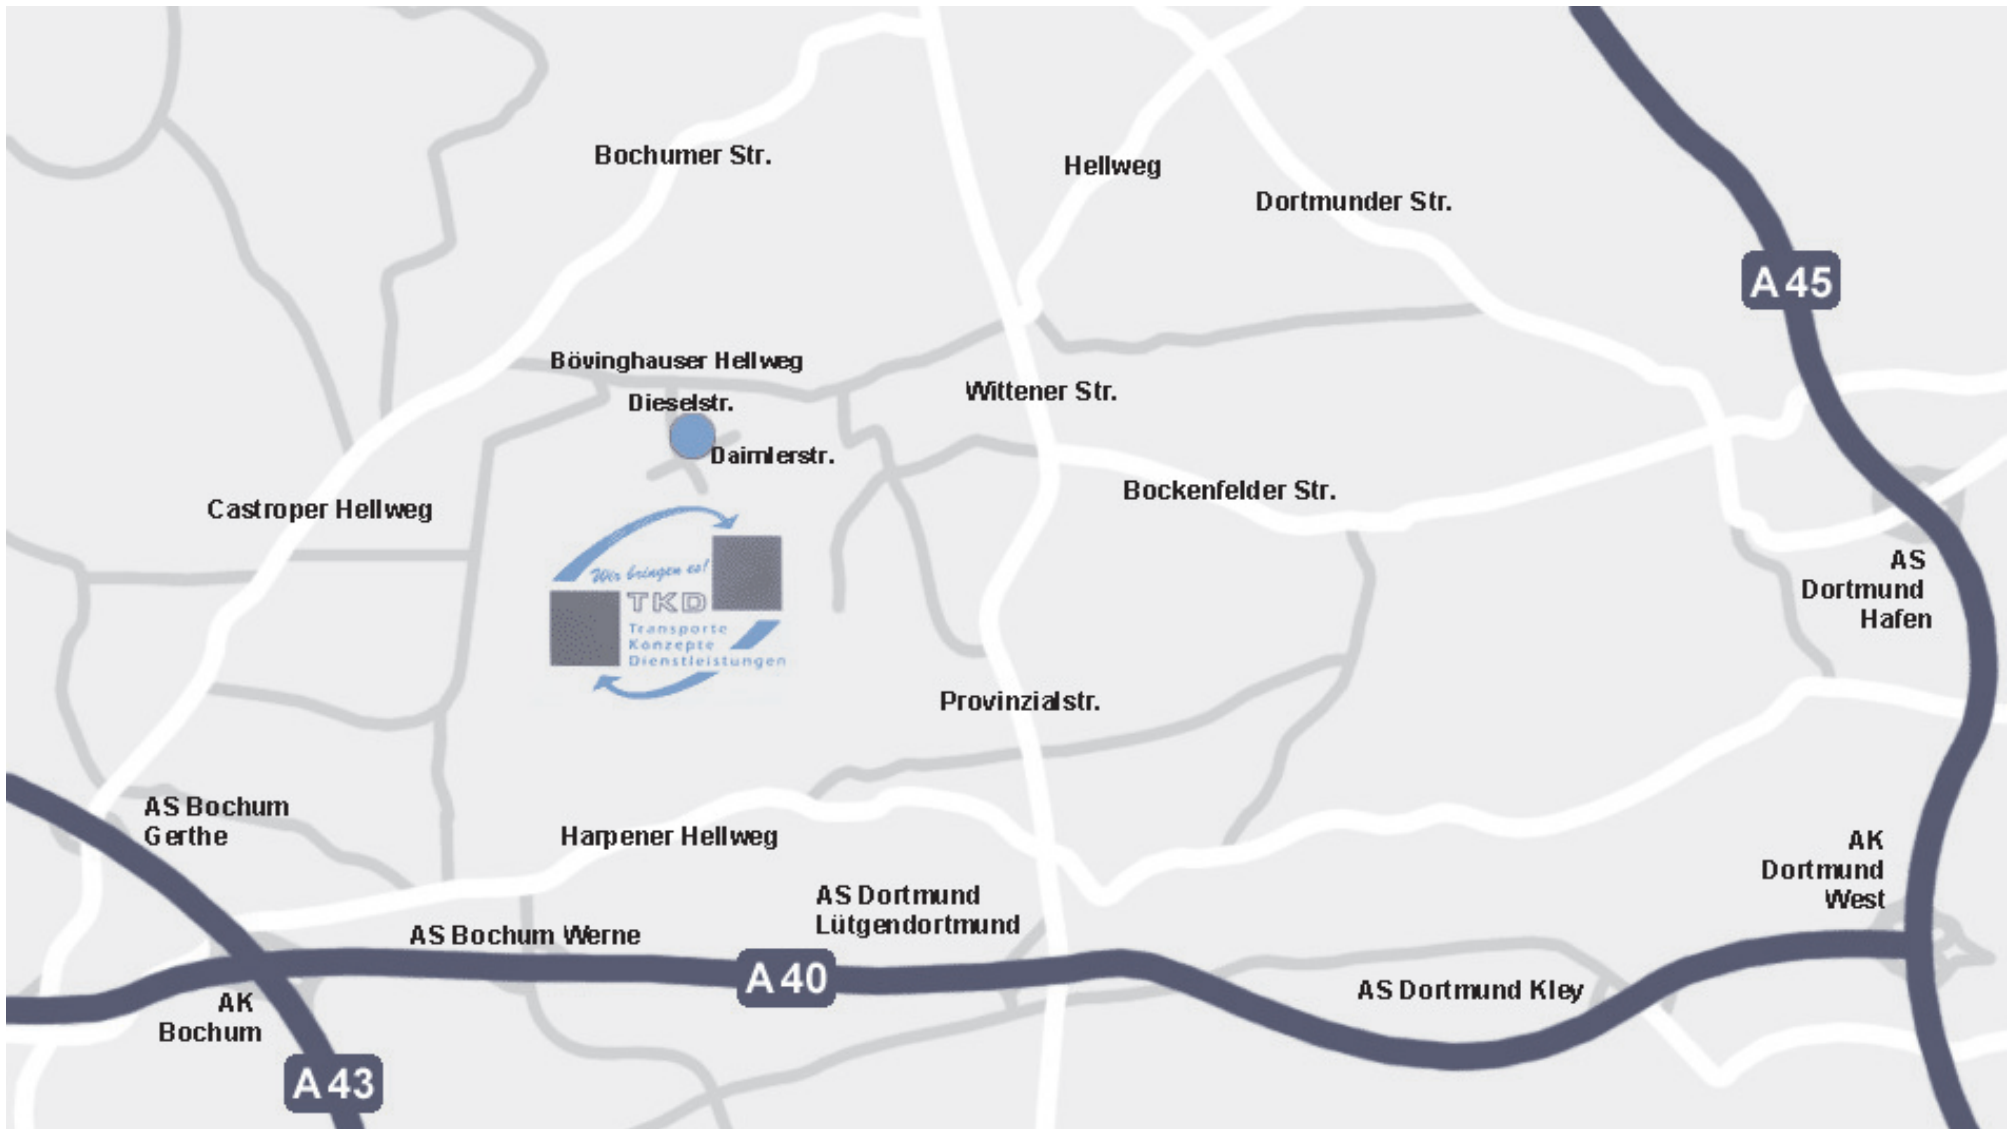 Bochumer Str.
Hellweg
Dortmunder Str.
A 45
Bövinghauser Hellweg
Dieselstr.
Wittener Str.
Daimlerstr.
Bockenfelder Str.
Castroper Hellweg
Wir bringen es!
TKD
Transporte
Konzepte
Dienstleistungen
AS
Dortmund
Hafen
Provinzialstr.
AS Bochum
Gerthe
Harpener Hellweg
AK
Dortmund
West
AS Dortmund
Lütgendortmund
AS Bochum Werne
A 40
AS Dortmund Kley
AK
Bochum
A 43